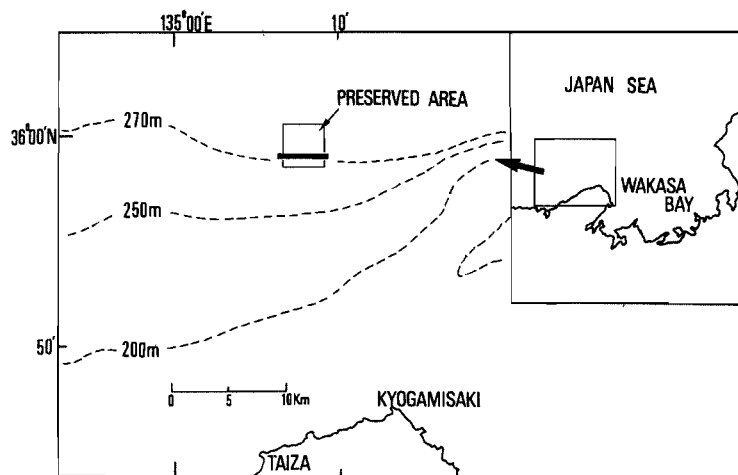 135°00'E
10'
JAPAN SEA
PRESERVED AREA
270m
36°00'N
WAKASA
BAY
250m
50'
200m
0 5 10Km
KYOGAMISAKI
TAIZA